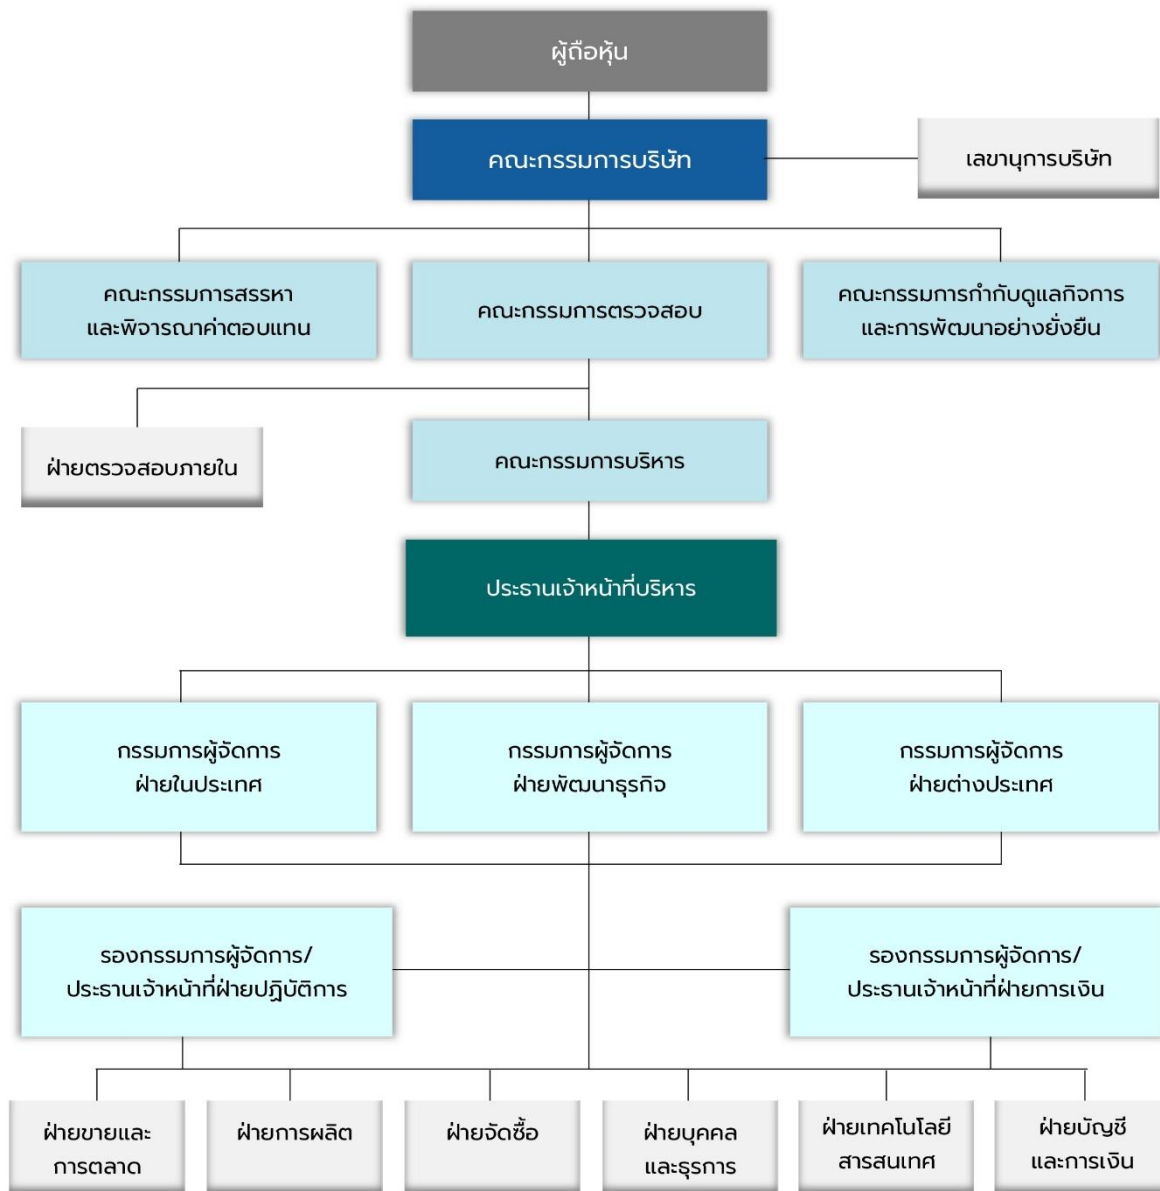 ผู้ถือหุ้น
คณะกรรมการบริษัท
เลขานุการบริษัท
คณะกรรมการสรรหา
และพิจารณาค่าตอบแทน
คณะกรรมการตรวจสอบ
คณะกรรมการกำกับดูแลกิจการ
และการพัฒนาอย่างยั่งยืน
ฝ่ายตรวจสอบภายใน
คณะกรรมการบริหาร
ประธานเจ้าหน้าที่บริหาร
กรรมการผู้จัดการ
ฝ่ายในประเทศ
กรรมการผู้จัดการ
ฝ่ายพัฒนาธุรกิจ
กรรมการผู้จัดการ
ฝ่ายต่างประเทศ
รองกรรมการผู้จัดการ/
ประธานเจ้าหน้าที่ฝ่ายปฏิบัติการ
รองกรรมการผู้จัดการ/
ประธานเจ้าหน้าที่ฝ่ายการเงิน
ฝ่ายขายและ
การตลาด
ฝ่ายการผลิต
ฝ่ายจัดซื้อ
ฝ่ายบุคคล
และธุรการ
ฝ่ายเทคโนโลยี
สารสนเทศ
ฝ่ายบัญชี
และการเงิน